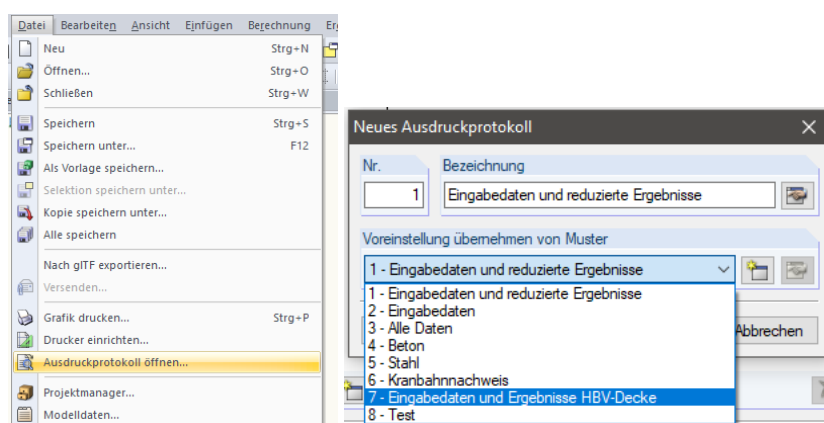 Datei Bearbeiten Ansicht Einfügen Berechnung
Neu Strg+N
Öffnen... Strg+O
Schließen Strg+W
Speichern Strg+S
Speichern unter... F12
Als Vorlage speichern...
Selektion speichern unter...
Kopie speichern unter...
Alle speichern
Nach glTF exportieren...
Versenden...
Grafik drucken... Strg+P
Drucker einrichten...
Ausdruckprotokoll öffnen...
Projektmanager...
Modelldaten...
Neues Ausdruckprotokoll
Nr. Bezeichnung
1 Eingabedaten und reduzierte Ergebnisse
Voreinstellung übernehmen von Muster
1 - Eingabedaten und reduzierte Ergebnisse
1 - Eingabedaten und reduzierte Ergebnisse
2 - Eingabedaten
3 - Alle Daten
4 - Beton
5 - Stahl
6 - Kranbahnnachweis
7 - Eingabedaten und Ergebnisse HBV-Decke
8 - Test
Abbrechen